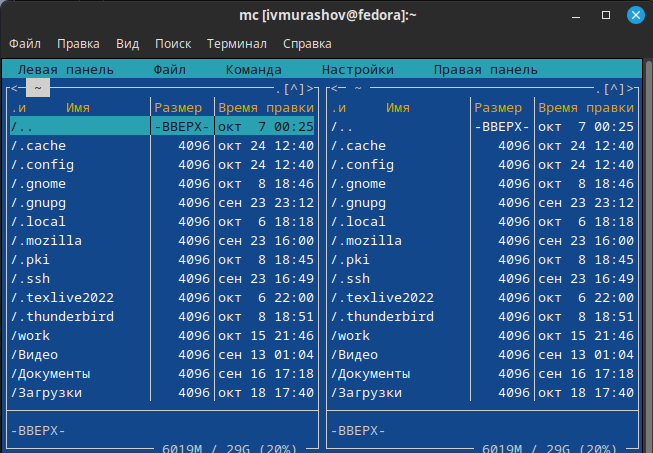 mc [ivmurashov@fedora]:~
Файл Правка Вид Поиск Терминал Справка
Левая панель Файл Команда Настройки Правая панель
<─ ~ ─.[^]>
<─ ~ ─.[^]>
.и Имя Размер Время правки
.и Имя Размер Время правки
/.. -ВВЕРХ- окт 7 00:25
/.. -ВВЕРХ- окт 7 00:25
/.cache 4096 окт 24 12:40
/.cache 4096 окт 24 12:40
/.config 4096 окт 24 12:40
/.config 4096 окт 24 12:40
/.gnome 4096 окт 8 18:46
/.gnome 4096 окт 8 18:46
/.gnupg 4096 сен 23 23:12
/.gnupg 4096 сен 23 23:12
/.local 4096 окт 6 18:18
/.local 4096 окт 6 18:18
/.mozilla 4096 сен 23 16:00
/.mozilla 4096 сен 23 16:00
/.pki 4096 окт 8 18:45
/.pki 4096 окт 8 18:45
/.ssh 4096 сен 23 16:49
/.ssh 4096 сен 23 16:49
/.texlive2022 4096 окт 6 22:00
/.texlive2022 4096 окт 6 22:00
/.thunderbird 4096 окт 8 18:51
/.thunderbird 4096 окт 8 18:51
/work 4096 окт 15 21:46
/work 4096 окт 15 21:46
/Видео 4096 сен 13 01:04
/Видео 4096 сен 13 01:04
/Документы 4096 сен 16 17:18
/Документы 4096 сен 16 17:18
/Загрузки 4096 окт 18 17:40
/Загрузки 4096 окт 18 17:40
-ВВЕРХ-
-ВВЕРХ-
6019M / 29G (20%)
6019M / 29G (20%)